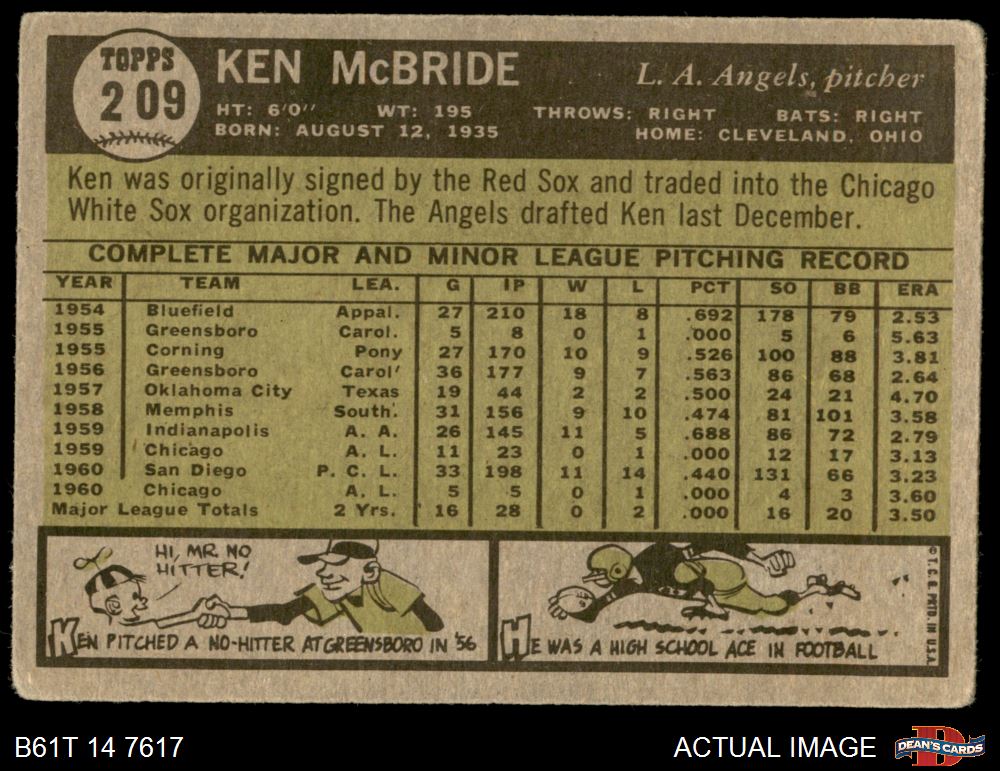 TOPPS
209
KEN McBRIDE
L. A. Angels, pitcher
HT: 6'0" WT: 195 THROWS: RIGHT BATS: RIGHT
BORN: AUGUST 12, 1935 HOME: CLEVELAND, OHIO
Ken was originally signed by the Red Sox and traded into the Chicago
White Sox organization. The Angels drafted Ken last December.
COMPLETE MAJOR AND MINOR LEAGUE PITCHING RECORD
YEAR TEAM LEA. G IP W L PCT SO BB ERA
1954 Bluefield Appal. 27 210 18 8 .692 178 79 2.53
1955 Greensboro Carol. 5 8 0 1 .000 5 6 5.63
1955 Corning Pony 27 170 10 9 .526 100 88 3.81
1956 Greensboro Carol' 36 177 9 7 .563 86 68 2.64
1957 Oklahoma City Texas 19 44 2 2 .500 24 21 4.70
1958 Memphis South. 31 156 9 10 .474 81 101 3.58
1959 Indianapolis A. A. 26 145 11 5 .688 86 72 2.79
1959 Chicago A. L. 11 23 0 1 .000 12 17 3.13
1960 San Diego P. C. L. 33 198 11 14 .440 131 66 3.23
1960 Chicago A. L. 5 5 0 1 .000 4 3 3.60
Major League Totals 2 Yrs. 16 28 0 2 .000 16 20 3.50
HI, MR. NO
HITTER!
KEN PITCHED A NO-HITTER AT GREENSBORO IN '56
HE WAS A HIGH SCHOOL ACE IN FOOTBALL
© T.C.G. PRTD. IN U.S.A.
B61T 14 7617
ACTUAL IMAGE
D
DEAN'S CARDS